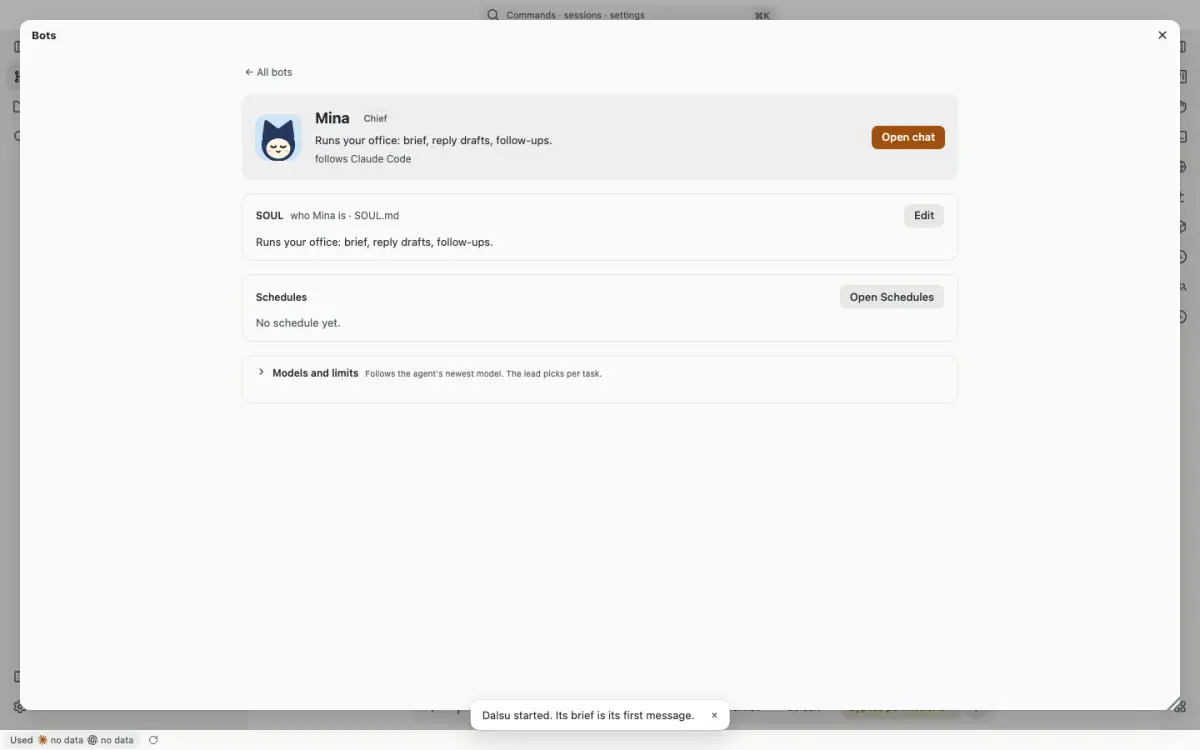 Commands · sessions · settings ⌘K
Bots
← All bots
Mina Chief
Runs your office: brief, reply drafts, follow-ups.
follows Claude Code
Open chat
SOUL who Mina is · SOUL.md
Edit
Runs your office: brief, reply drafts, follow-ups.
Schedules
Open Schedules
No schedule yet.
Models and limits Follows the agent's newest model. The lead picks per task.
Dalsu started. Its brief is its first message.
Used no data no data